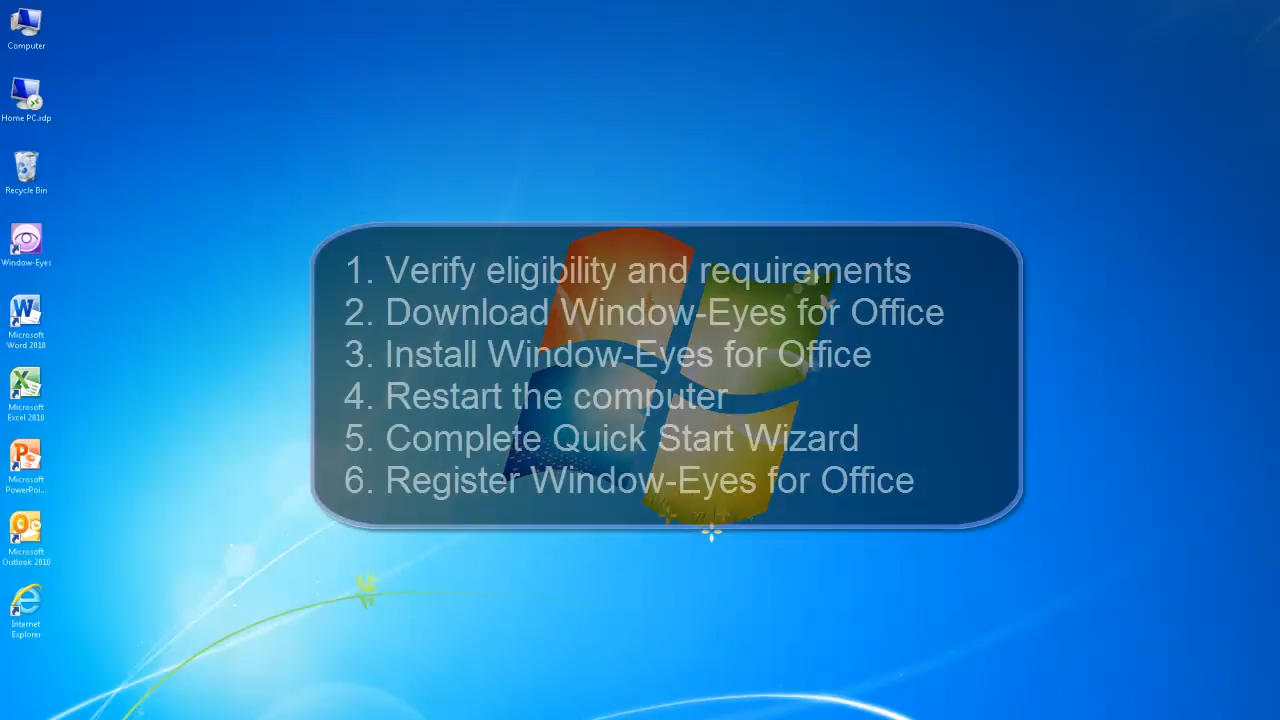 Computer
Home PC.rdp
Recycle Bin
Window-Eyes
Microsoft
Word 2010
Microsoft
Excel 2010
Microsoft
PowerPoi...
Microsoft
Outlook 2010
Internet
Explorer
1. Verify eligibility and requirements
2. Download Window-Eyes for Office
3. Install Window-Eyes for Office
4. Restart the computer
5. Complete Quick Start Wizard
6. Register Window-Eyes for Office